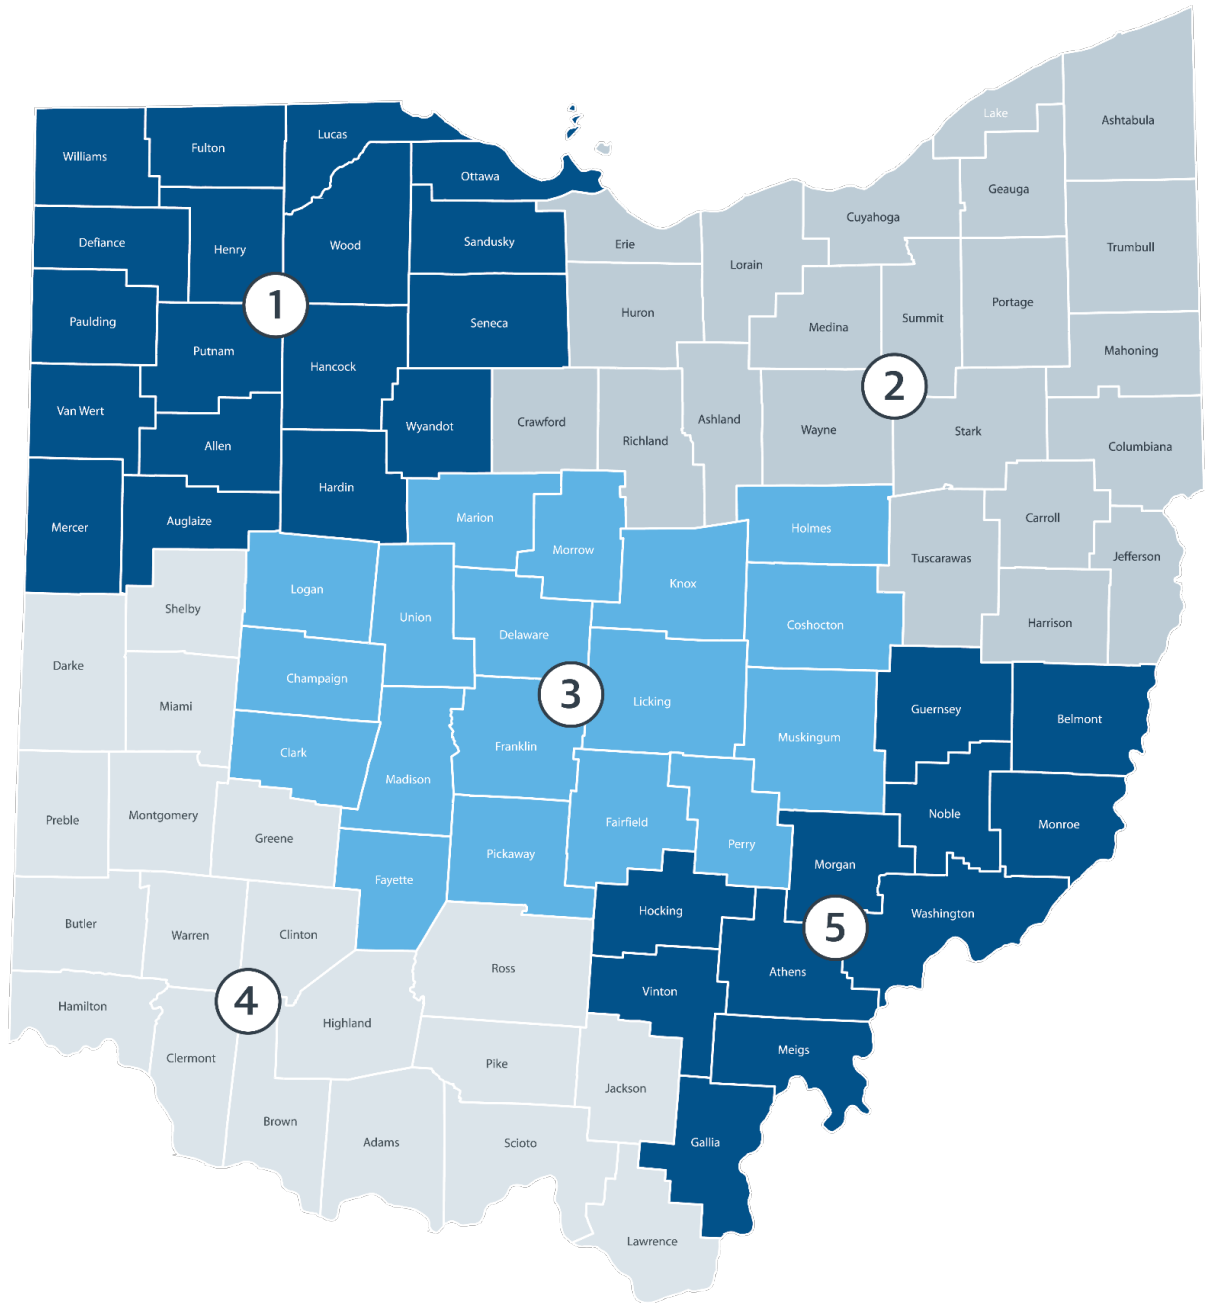 Lake
Ashtabula
Lucas
Fulton
Williams
Ottawa
Geauga
Cuyahoga
Defiance
Henry
Wood
Sandusky
Erie
Trumbull
Lorain
1
Portage
Huron
Summit
Paulding
Seneca
Medina
Putnam
Mahoning
Hancock
2
Van Wert
Wyandot
Crawford
Ashland
Wayne
Stark
Richland
Allen
Columbiana
Hardin
Mercer
Auglaize
Marion
Holmes
Carroll
Morrow
Tuscarawas
Jefferson
Logan
Knox
Shelby
Union
Coshocton
Harrison
Delaware
Darke
Champaign
3
Licking
Miami
Guernsey
Belmont
Muskingum
Franklin
Clark
Madison
Preble
Montgomery
Noble
Fairfield
Monroe
Greene
Perry
Pickaway
Morgan
Fayette
Hocking
Washington
Butler
Warren
Clinton
5
Ross
Athens
Vinton
4
Hamilton
Highland
Meigs
Clermont
Pike
Jackson
Brown
Adams
Scioto
Gallia
Lawrence